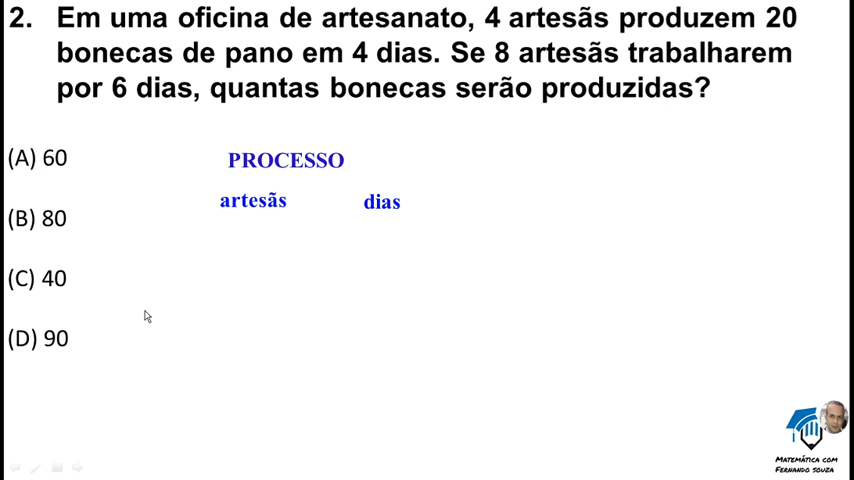 2. Em uma oficina de artesanato, 4 artesãs produzem 20
bonecas de pano em 4 dias. Se 8 artesãs trabalharem
por 6 dias, quantas bonecas serão produzidas?
(A) 60
PROCESSO
artesãs dias
(B) 80
(C) 40
(D) 90
Matemática com
Fernando souza